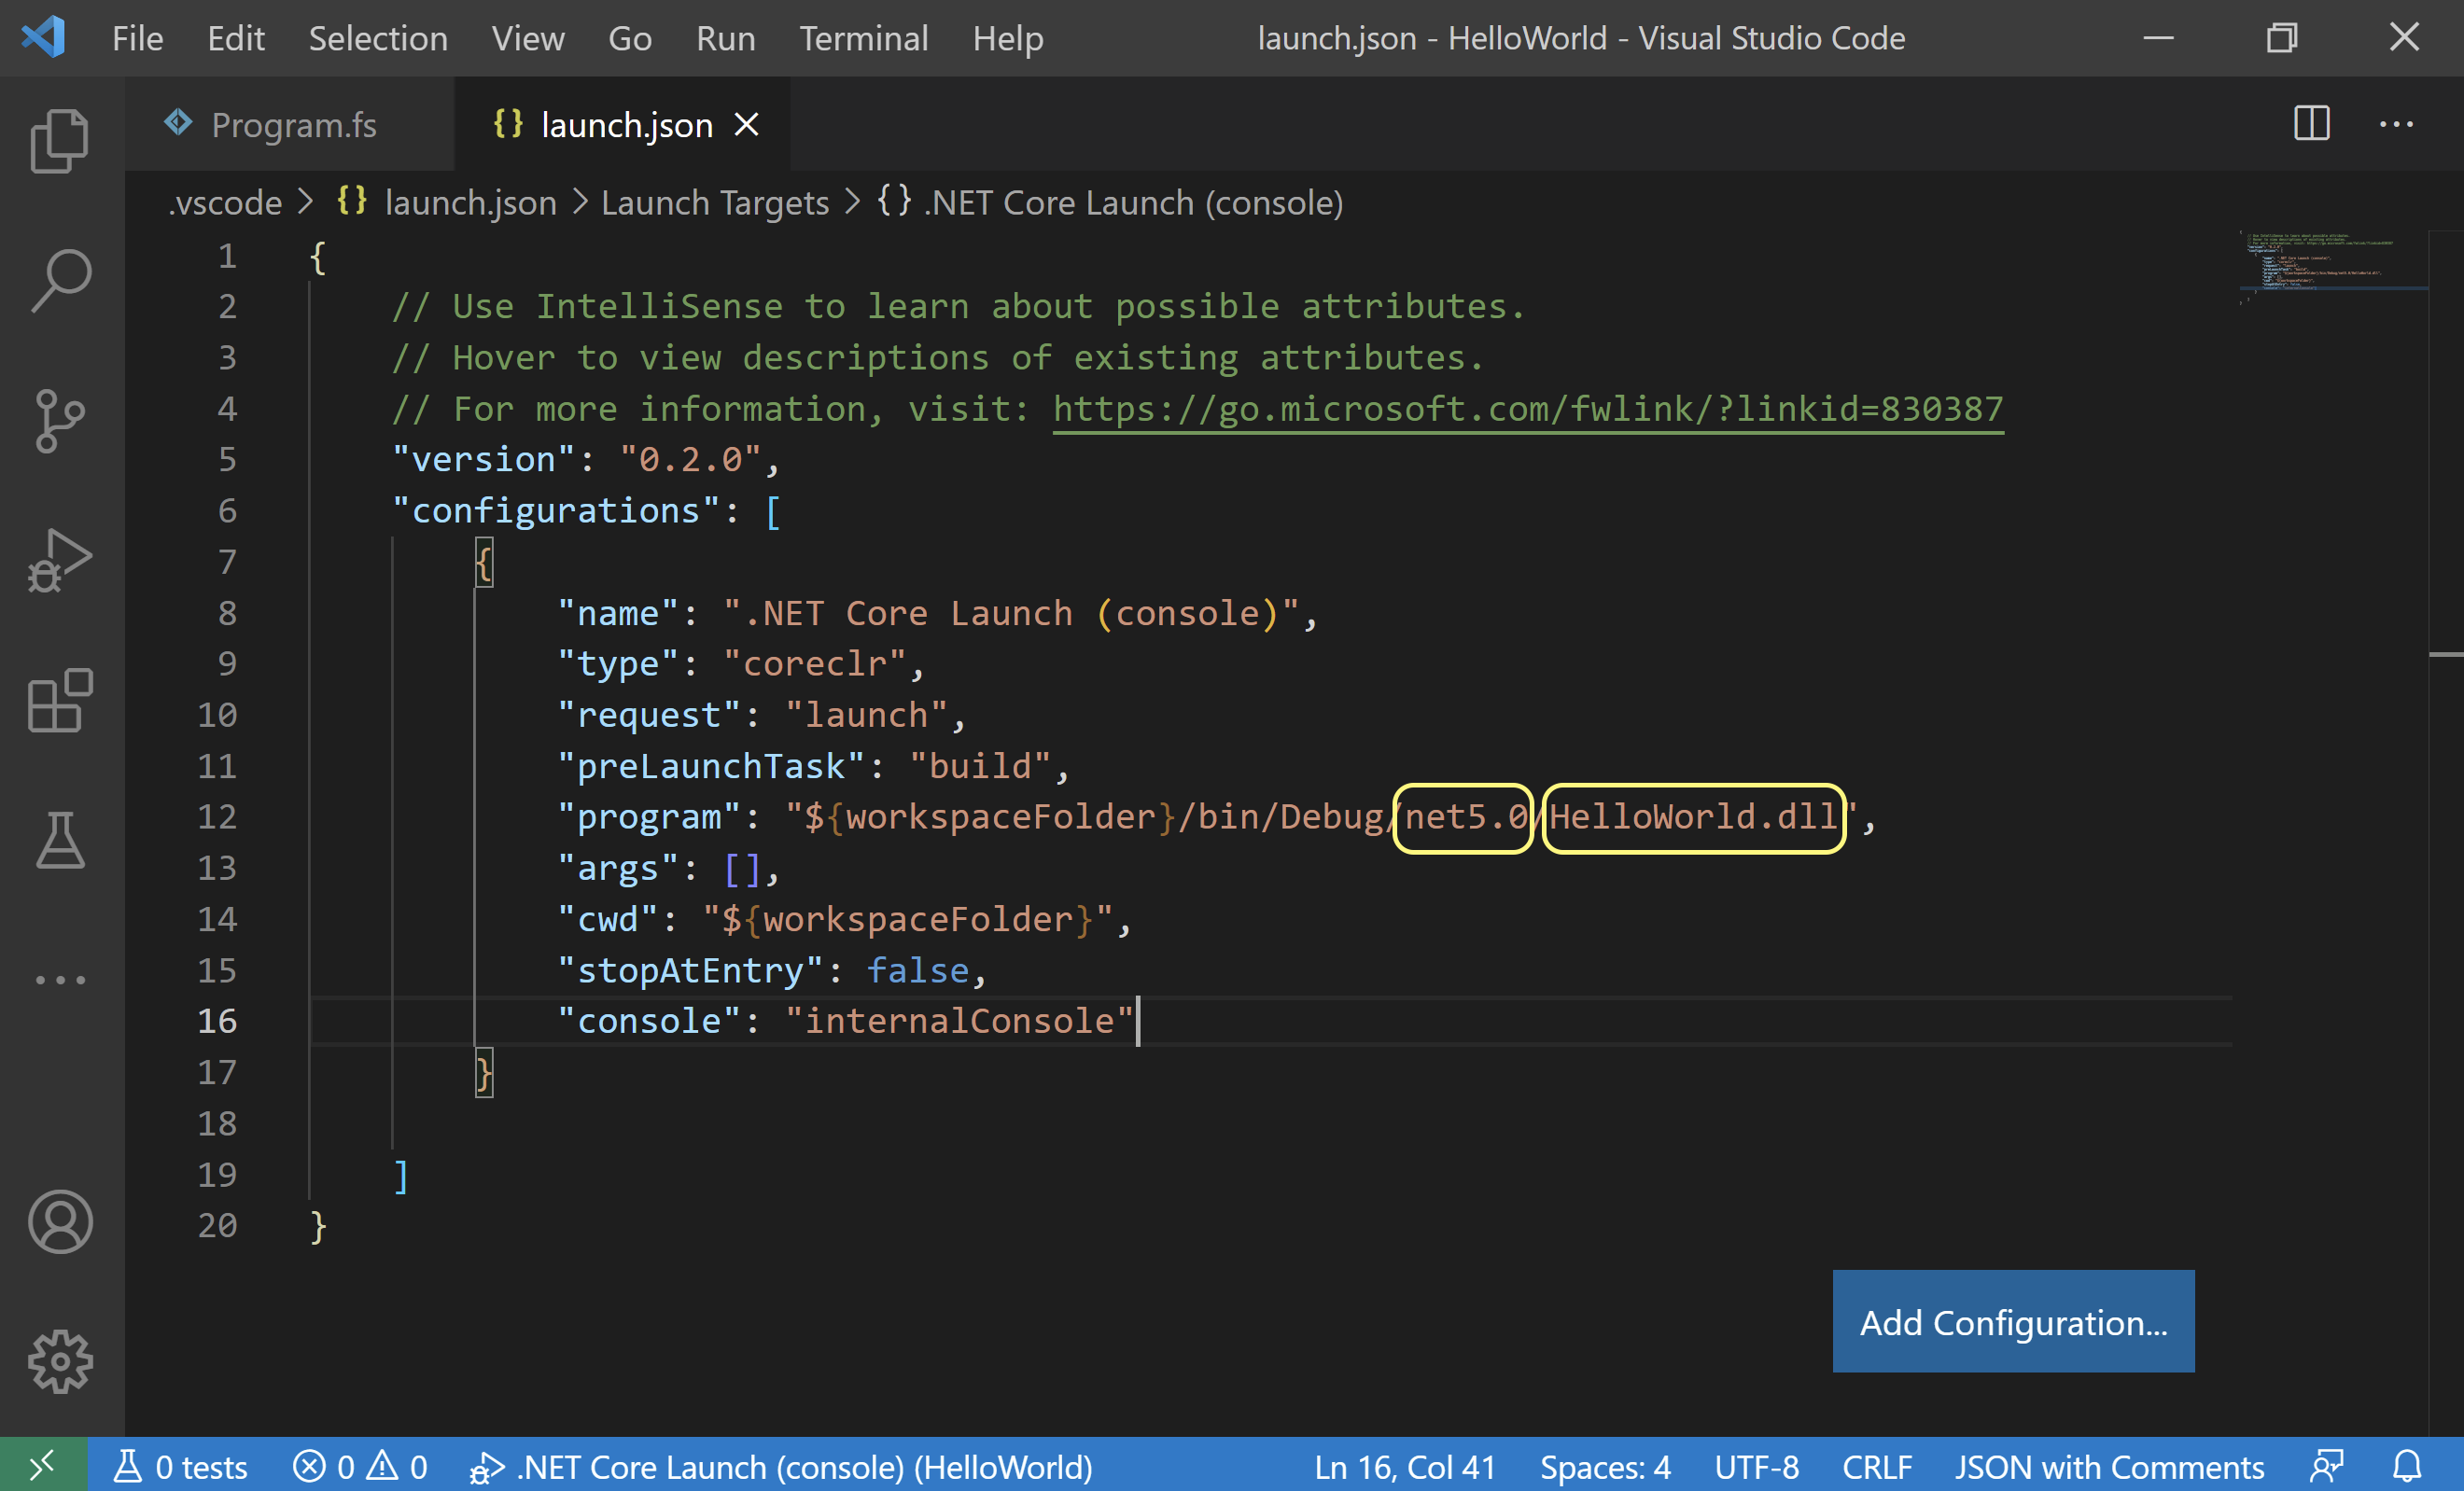 File Edit Selection View Go Run Terminal Help launch.json - HelloWorld - Visual Studio Code
Program.fs {} launch.json
.vscode > {} launch.json > Launch Targets > {} .NET Core Launch (console)
1 {
2 // Use IntelliSense to learn about possible attributes.
3 // Hover to view descriptions of existing attributes.
4 // For more information, visit: https://go.microsoft.com/fwlink/?linkid=830387
5 "version": "0.2.0",
6 "configurations": [
7 {
8 "name": ".NET Core Launch (console)",
9 "type": "coreclr",
10 "request": "launch",
11 "preLaunchTask": "build",
12 "program": "${workspaceFolder}/bin/Debug/net5.0/HelloWorld.dll",
13 "args": [],
14 "cwd": "${workspaceFolder}",
15 "stopAtEntry": false,
16 "console": "internalConsole"
17 }
18
19 ]
20 }
Add Configuration...
0 tests 0 0 .NET Core Launch (console) (HelloWorld) Ln 16, Col 41 Spaces: 4 UTF-8 CRLF JSON with Comments